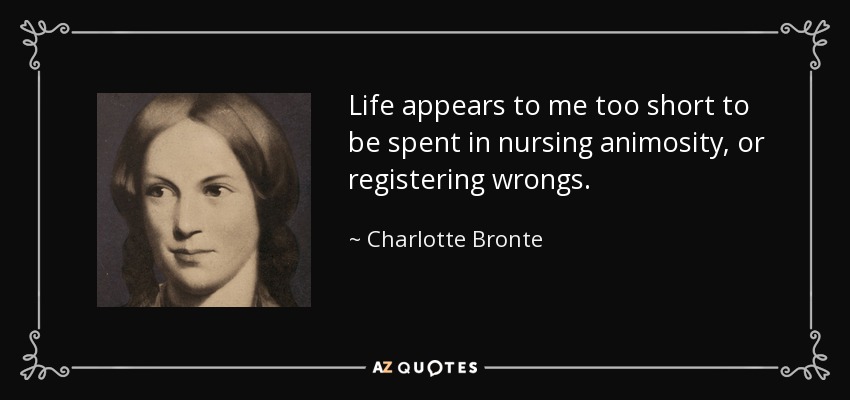 Life appears to me too short to
be spent in nursing animosity, or
registering wrongs.
~ Charlotte Bronte
AZ QUOTES